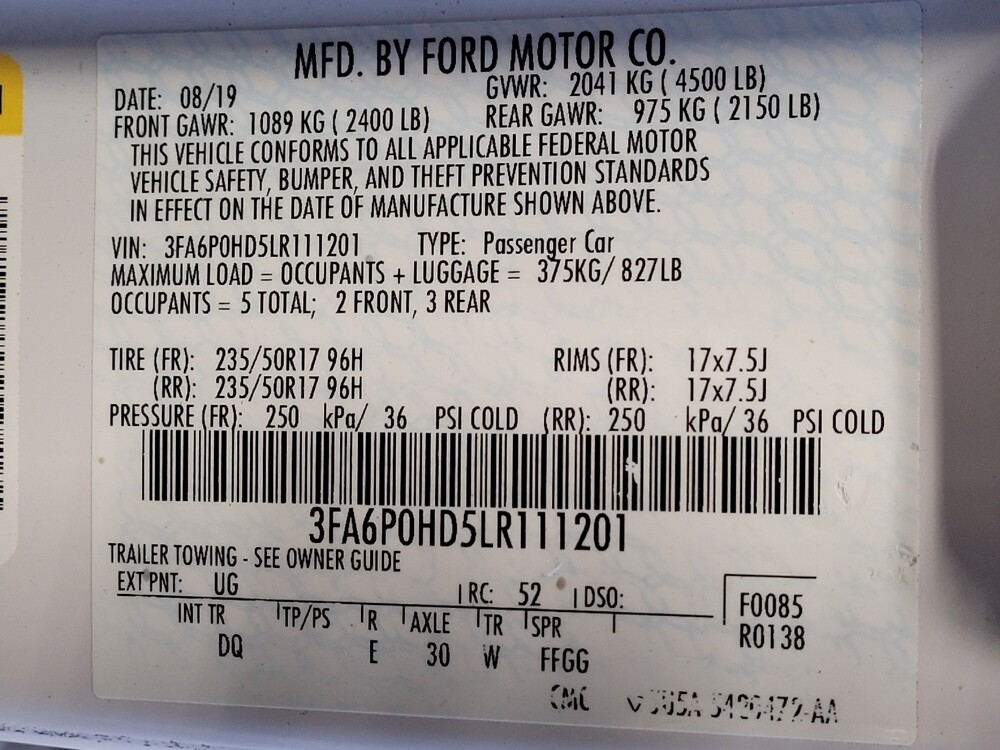 MFD. BY FORD MOTOR CO.
DATE: 08/19 GVWR: 2041 KG ( 4500 LB)
FRONT GAWR: 1089 KG ( 2400 LB) REAR GAWR: 975 KG ( 2150 LB)
THIS VEHICLE CONFORMS TO ALL APPLICABLE FEDERAL MOTOR
VEHICLE SAFETY, BUMPER, AND THEFT PREVENTION STANDARDS
IN EFFECT ON THE DATE OF MANUFACTURE SHOWN ABOVE.
VIN: 3FA6P0HD5LR111201 TYPE: Passenger Car
MAXIMUM LOAD = OCCUPANTS + LUGGAGE = 375KG/ 827LB
OCCUPANTS = 5 TOTAL; 2 FRONT, 3 REAR
TIRE (FR): 235/50R17 96H RIMS (FR): 17x7.5J
(RR): 235/50R17 96H (RR): 17x7.5J
PRESSURE (FR): 250 kPa/ 36 PSI COLD (RR): 250 kPa/ 36 PSI COLD
3FA6P0HD5LR111201
TRAILER TOWING - SEE OWNER GUIDE
EXT PNT: UG RC: 52 DSO:
F0085
INT TR TP/PS R AXLE TR SPR
R0138
DQ E 30 W FFGG
CMC